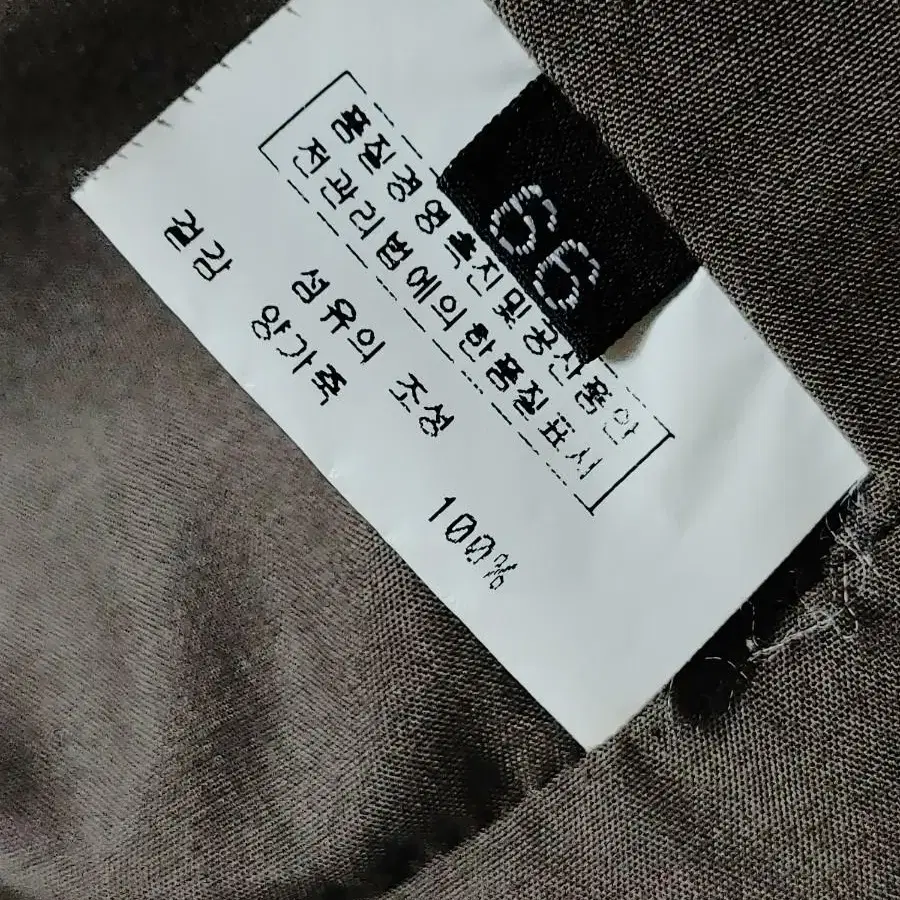 66
품질경영촉진및공산품안
전관리법에의한품질표시
섬유의 조성
겉감 양가죽 100%